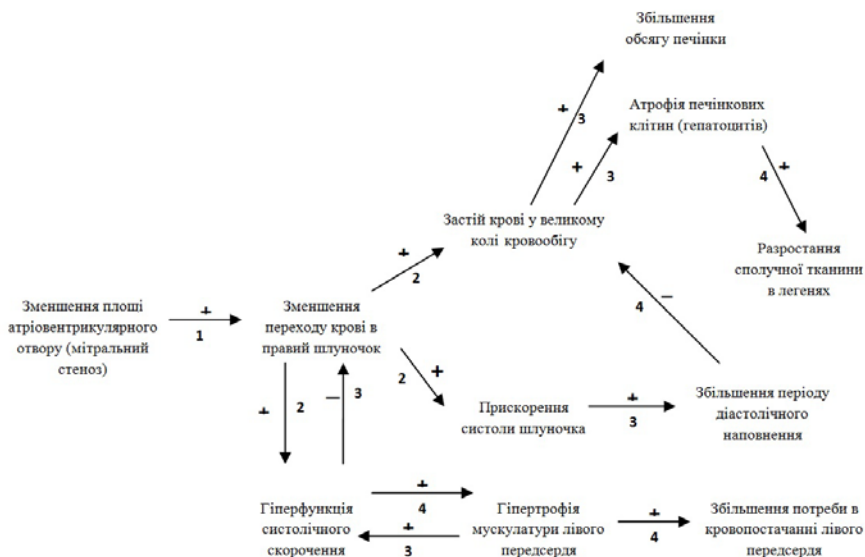 Збільшення
обсягу печінки
+
3
Атрофія печінкових
клітин (гепатоцитів)
+
3
4
+
Застій крові у великому
колі кровообігу
Разростання
сполучної тканини
в легенях
+
2
4
–
Зменшення площі
атріовентрикулярного
отвору (мітральний
стеноз)
+
1
Зменшення
переходу крові в
правий шлуночок
+
2
–
3
2
+
Прискорення
систоли шлуночка
+
3
Збільшення періоду
діастолічного
наповнення
Гіперфункція
систолічного
скорочення
+
4
+
3
Гіпертрофія
мускулатури лівого
передсердя
+
4
Збільшення потреби в
кровопостачанні лівого
передсердя